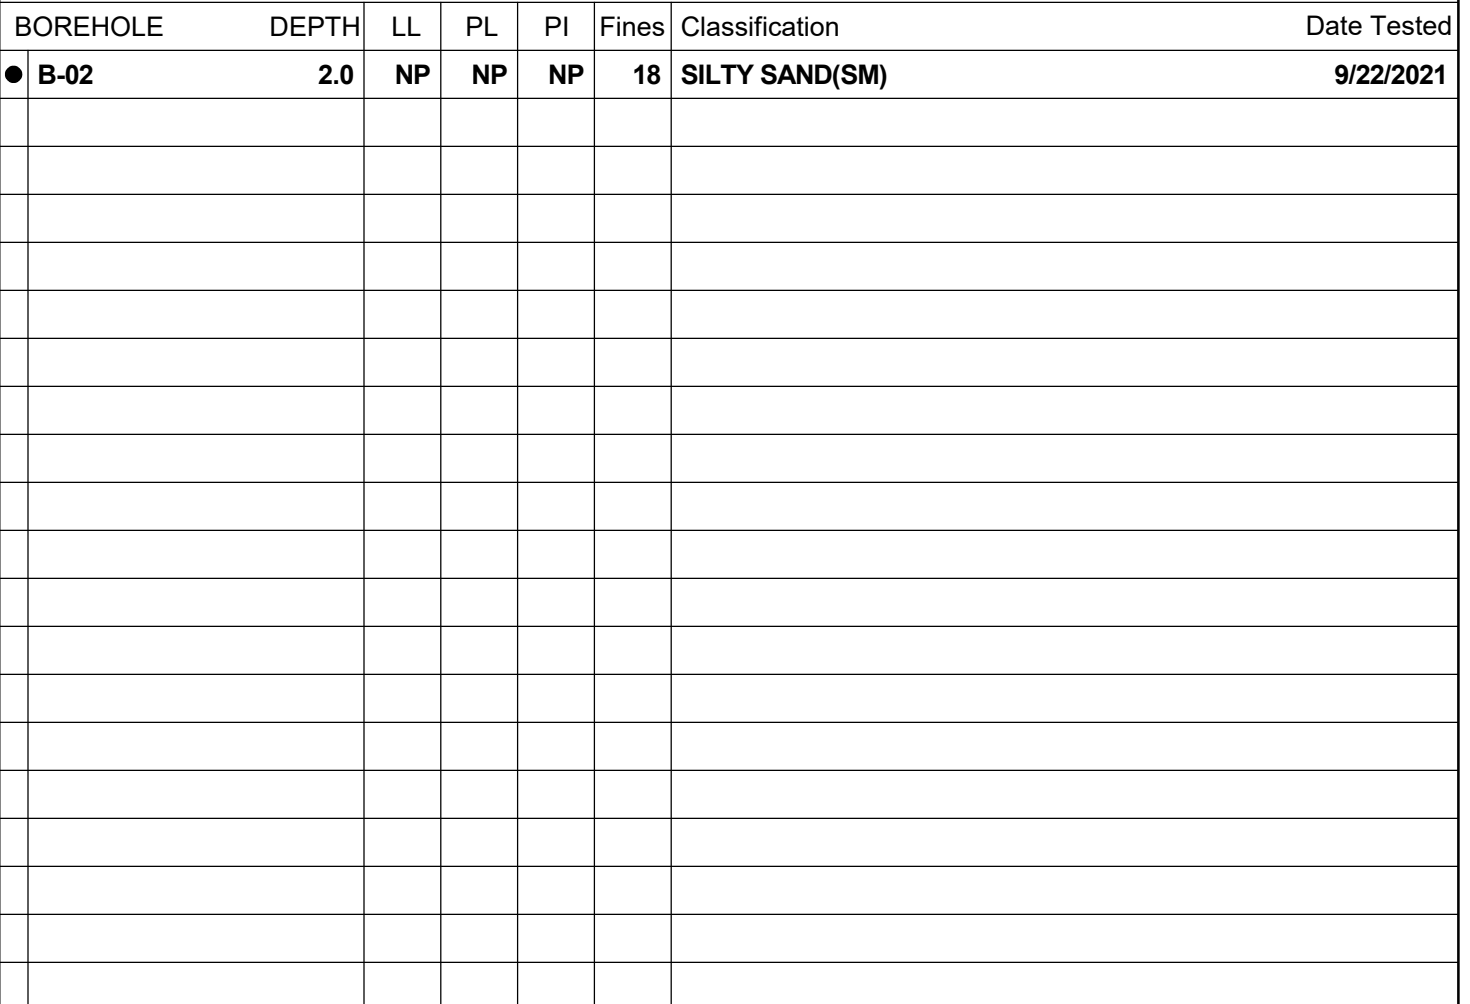 BOREHOLE DEPTH LL PL PI Fines Classification Date Tested
B-02 2.0 NP NP NP 18 SILTY SAND(SM) 9/22/2021